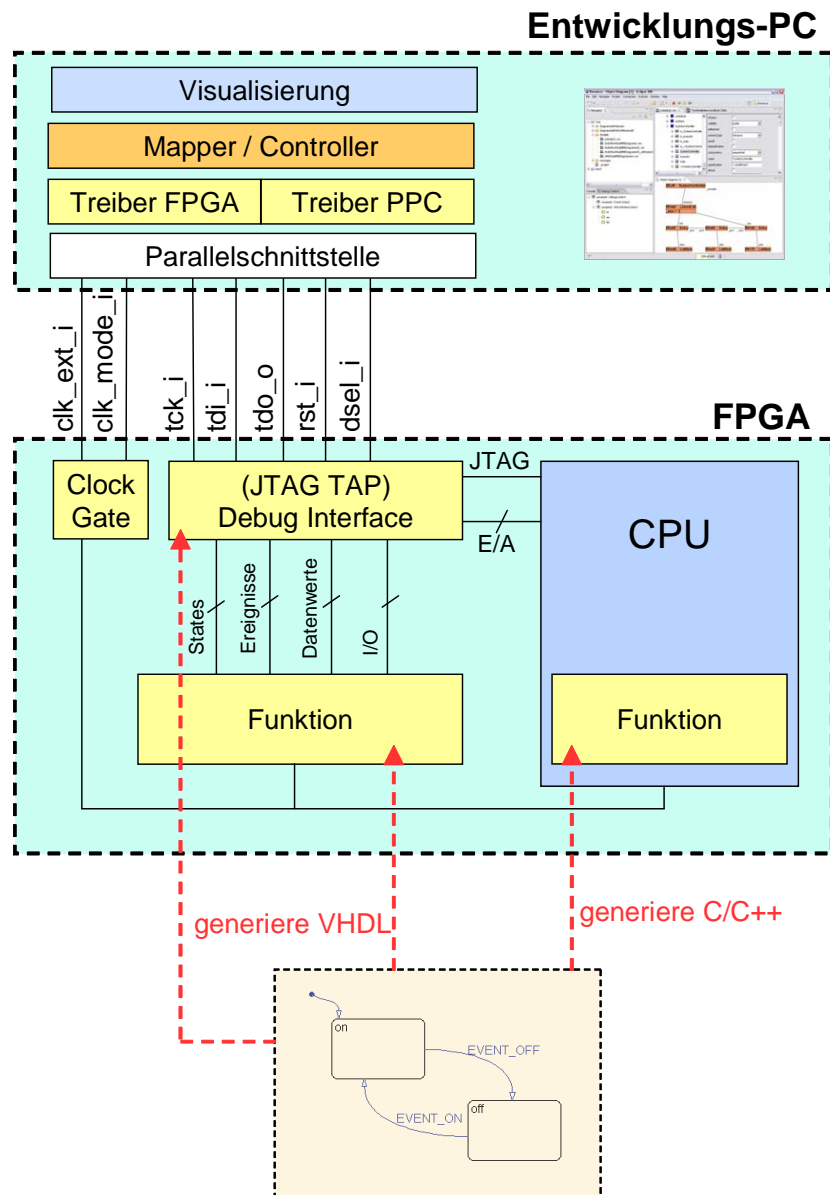 Entwicklungs-PC
Visualisierung
Mapper / Controller
Treiber FPGA
Treiber PPC
Parallelschnittstelle
clk_ext_i
clk_mode_i
tck_i
tdi_i
tdo_o
rst_i
dsel_i
FPGA
Clock
Gate
(JTAG TAP)
Debug Interface
JTAG
E/A
CPU
States
Ereignisse
Datenwerte
I/O
Funktion
Funktion
generiere VHDL
generiere C/C++
on
EVENT_OFF
EVENT_ON
off